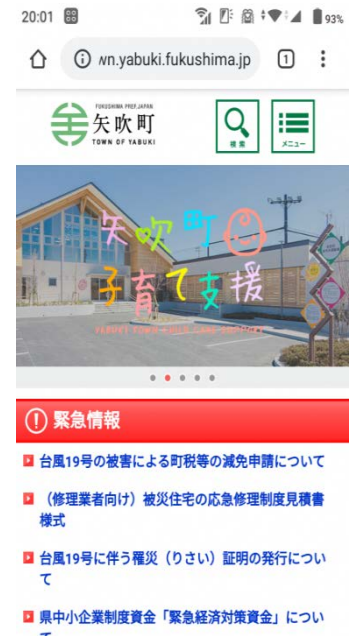 20:01
93%
wn.yabuki.fukushima.jp
1
FUKUSHIMA PREF.JAPAN
矢吹町
TOWN OF YABUKI
検索
メニュー
矢吹町
子育て支援
YABUKI TOWN CHILD CARE SUPPORT
緊急情報
台風19号の被害による町税等の減免申請について
(修理業者向け)被災住宅の応急修理制度見積書
様式
台風19号に伴う罹災(りさい)証明の発行につい
て
県中小企業制度資金「緊急経済対策資金」につい
て